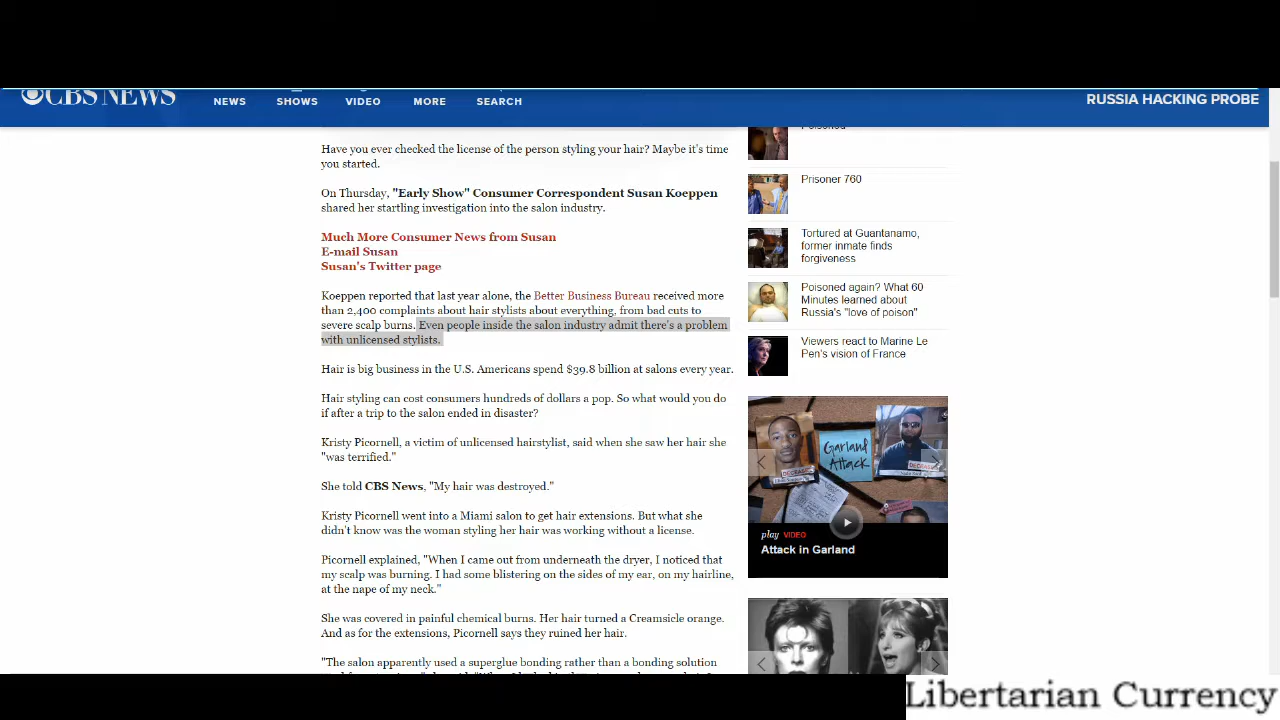 CBS NEWS
NEWS
SHOWS
VIDEO
MORE
SEARCH
RUSSIA HACKING PROBE
Have you ever checked the license of the person styling your hair? Maybe it's time
you started.
On Thursday, "Early Show" Consumer Correspondent Susan Koeppen
shared her startling investigation into the salon industry.
Much More Consumer News from Susan
E-mail Susan
Susan's Twitter page
Koeppen reported that last year alone, the Better Business Bureau received more
than 2,400 complaints about hair stylists about everything, from bad cuts to
severe scalp burns. Even people inside the salon industry admit there's a problem
with unlicensed stylists.
Hair is big business in the U.S. Americans spend $39.8 billion at salons every year.
Hair styling can cost consumers hundreds of dollars a pop. So what would you do
if after a trip to the salon ended in disaster?
Kristy Picornell, a victim of unlicensed hairstylist, said when she saw her hair she
"was terrified."
She told CBS News, "My hair was destroyed."
Kristy Picornell went into a Miami salon to get hair extensions. But what she
didn't know was the woman styling her hair was working without a license.
Picornell explained, "When I came out from underneath the dryer, I noticed that
my scalp was burning. I had some blistering on the sides of my ear, on my hairline,
at the nape of my neck."
She was covered in painful chemical burns. Her hair turned a Creamsicle orange.
And as for the extensions, Picornell says they ruined her hair.
"The salon apparently used a superglue bonding rather than a bonding solution
Poisoned
Prisoner 760
Tortured at Guantanamo,
former inmate finds
forgiveness
Poisoned again? What 60
Minutes learned about
Russia's "love of poison"
Viewers react to Marine Le
Pen's vision of France
Garland
Attack
DECEASED
play VIDEO
Attack in Garland
Libertarian Currency